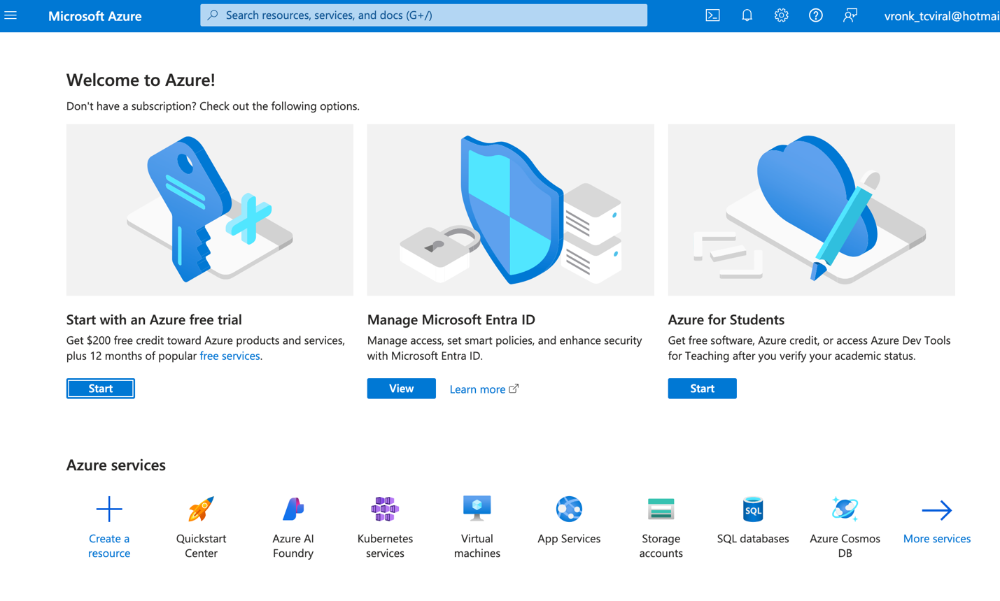 Microsoft Azure
Search resources, services, and docs (G+/)
vronk_tcviral@hotmai
Welcome to Azure!
Don't have a subscription? Check out the following options.
Start with an Azure free trial
Get $200 free credit toward Azure products and services,
plus 12 months of popular free services.
Start
Manage Microsoft Entra ID
Manage access, set smart policies, and enhance security
with Microsoft Entra ID.
View
Learn more
Azure for Students
Get free software, Azure credit, or access Azure Dev Tools
for Teaching after you verify your academic status.
Start
Azure services
Create a
resource
Quickstart
Center
Azure AI
Foundry
Kubernetes
services
Virtual
machines
App Services
Storage
accounts
SQL
SQL databases
Azure Cosmos
DB
More services